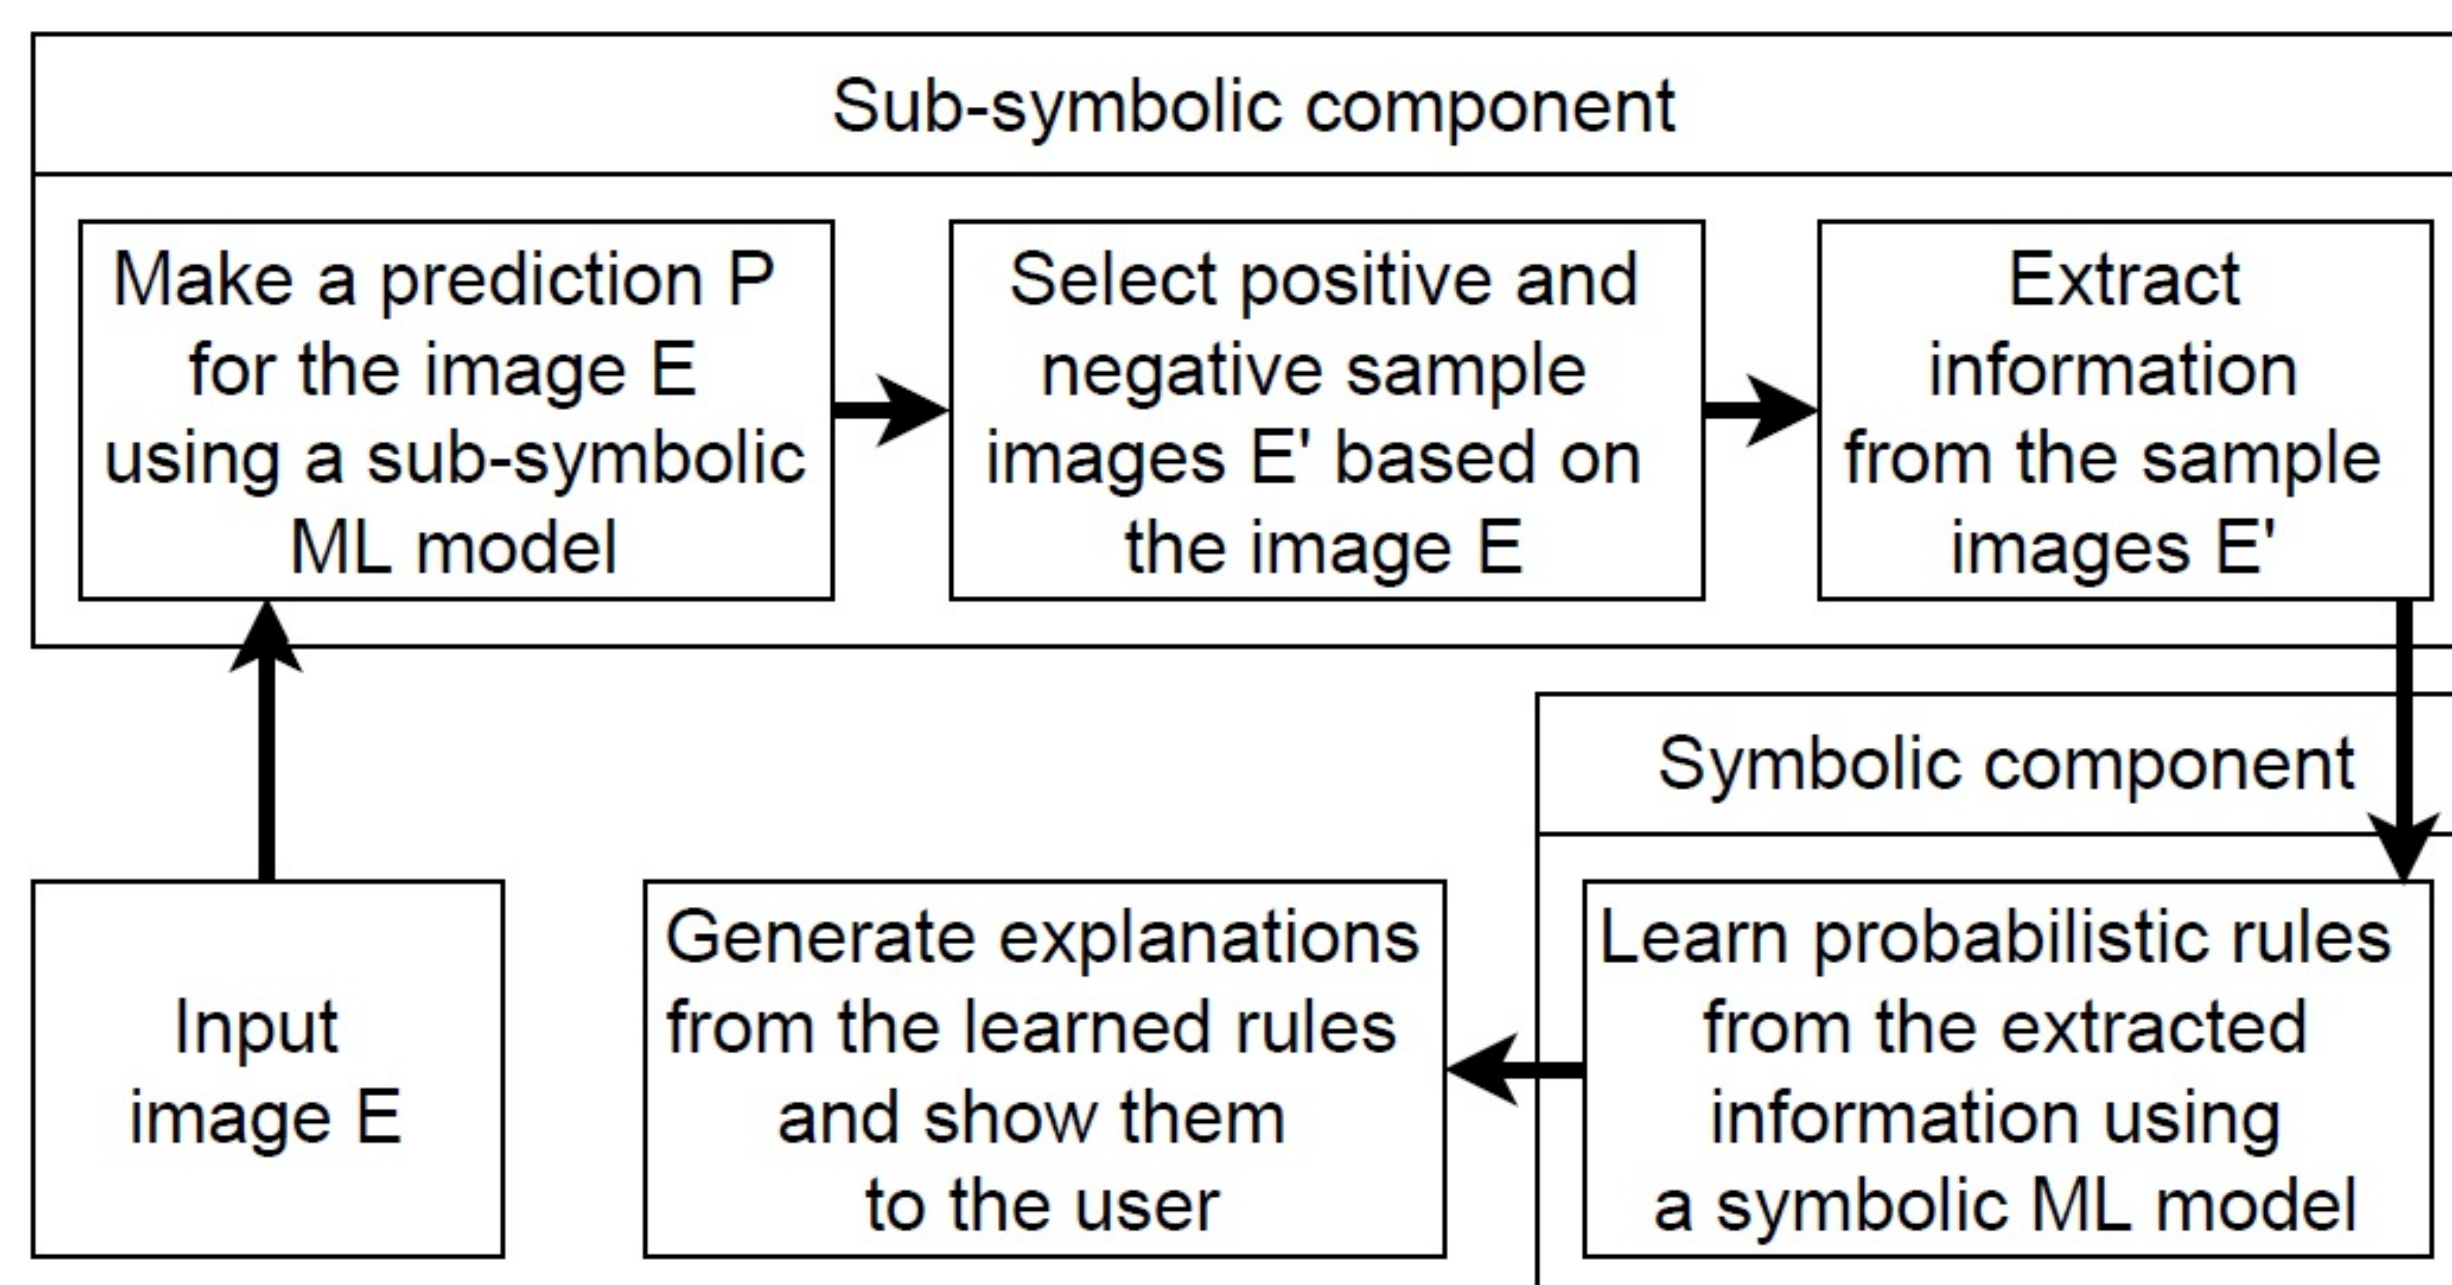 Sub-symbolic component
Make a prediction P
for the image E
using a sub-symbolic
ML model
Select positive and
negative sample
images E' based on
the image E
Extract
information
from the sample
images E'
Symbolic component
Input
image E
Generate explanations
from the learned rules
and show them
to the user
Learn probabilistic rules
from the extracted
information using
a symbolic ML model